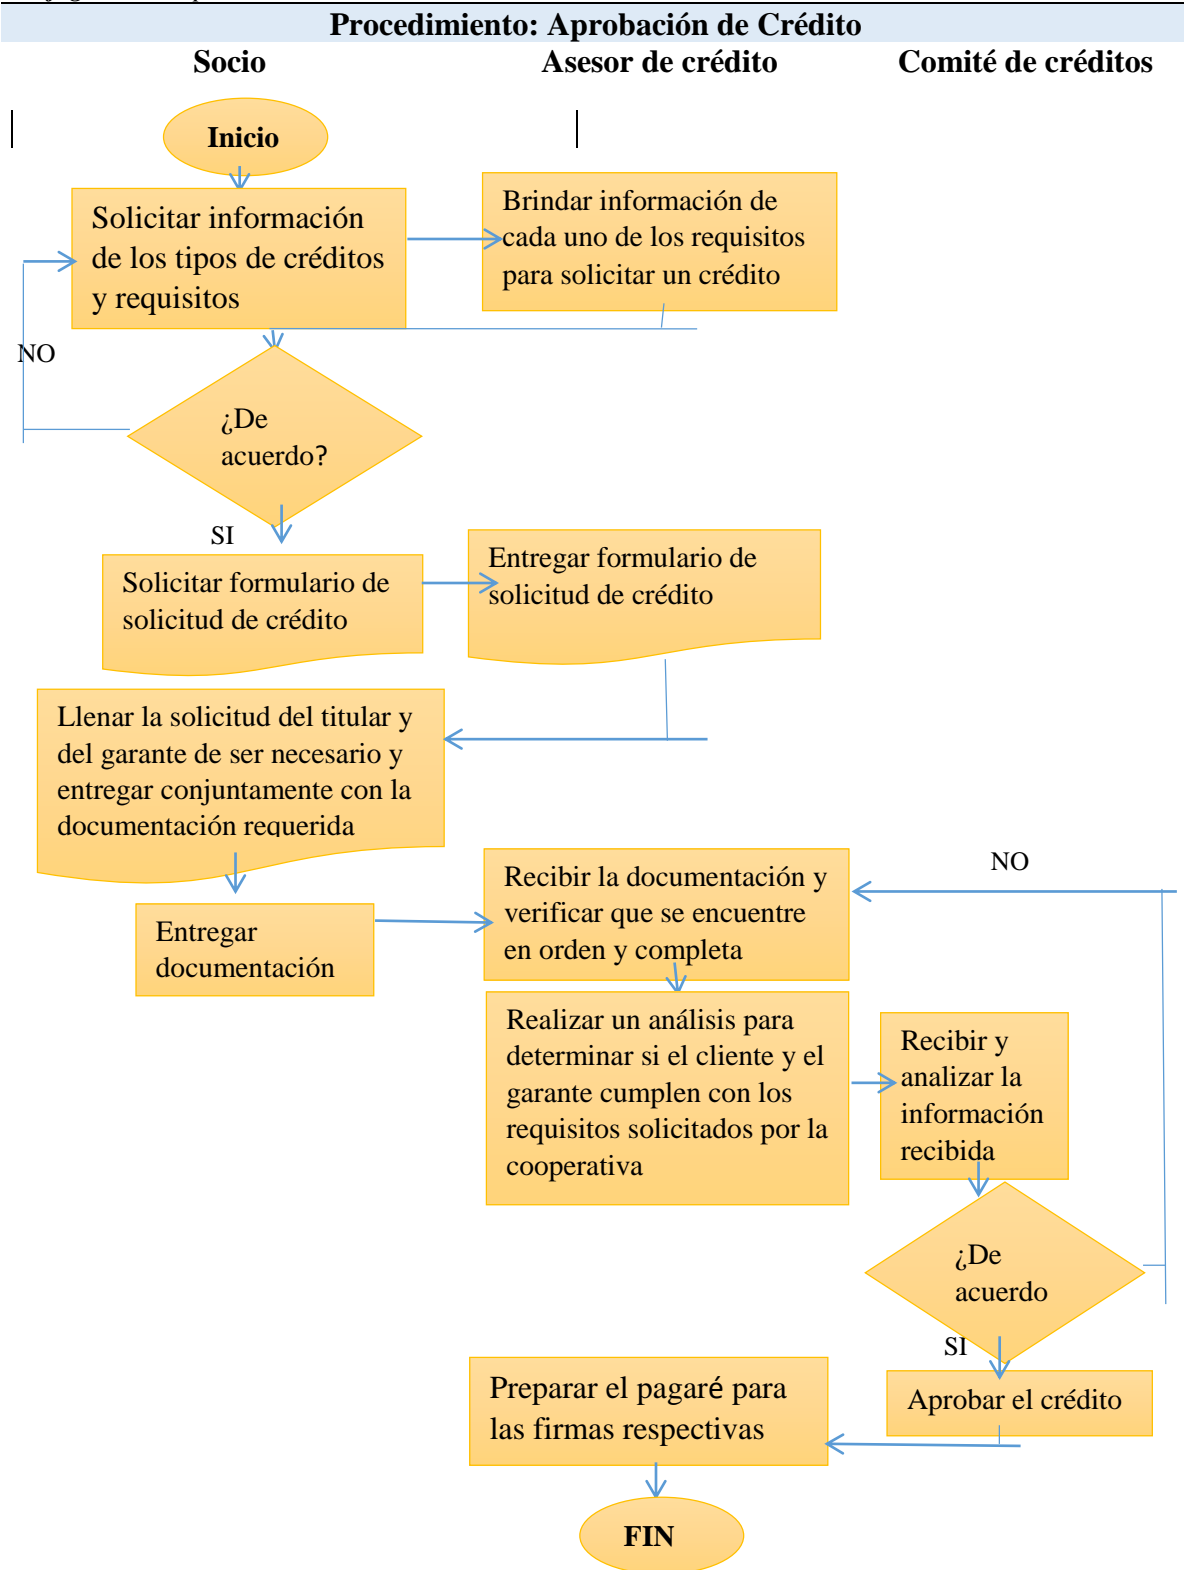 Procedimiento: Aprobación de Crédito
Socio
Asesor de crédito
Comité de créditos
Inicio
Solicitar información
de los tipos de créditos
y requisitos
Brindar información de
cada uno de los requisitos
para solicitar un crédito
NO
¿De
acuerdo?
SI
Solicitar formulario de
solicitud de crédito
Entregar formulario de
solicitud de crédito
Llenar la solicitud del titular y
del garante de ser necesario y
entregar conjuntamente con la
documentación requerida
Entregar
documentación
Recibir la documentación y
verificar que se encuentre
en orden y completa
NO
Realizar un análisis para
determinar si el cliente y el
garante cumplen con los
requisitos solicitados por la
cooperativa
Recibir y
analizar la
información
recibida
¿De
acuerdo
SI
Aprobar el crédito
Preparar el pagaré para
las firmas respectivas
FIN